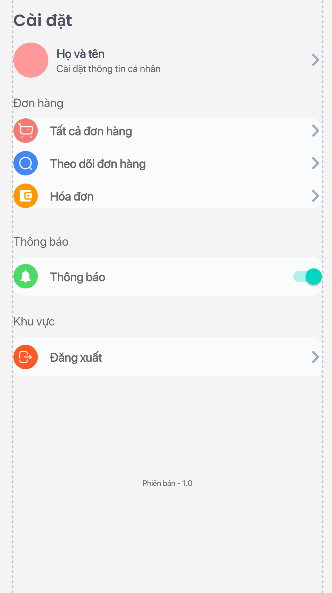 Cài đặt
Họ và tên
Cài đặt thông tin cá nhân
Đơn hàng
Tất cả đơn hàng
Theo dõi đơn hàng
Hóa đơn
Thông báo
Thông báo
Khu vực
Đăng xuất
Phiên bản - 1.0